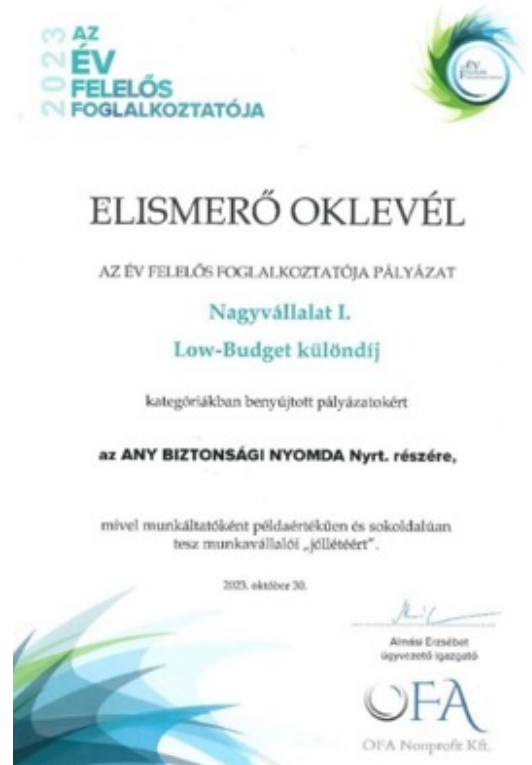 2023
AZ
ÉV
FELELŐS
FOGLALKOZTATÓJA
ÉV
ELISMERŐ OKLEVÉL
AZ ÉV FELELŐS FOGLALKOZTATÓJA PÁLYÁZAT
Nagyvállalat I.
Low-Budget különdíj
kategóriákban benyújtott pályázatokért
az ANY BIZTONSÁGI NYOMDA Nyrt. részére,
mivel munkáltatóként példaértékűen és sokoldalúan
tesz munkavállalói „jóllétéért”.
2023. október 30.
Almási Erzsébet
ügyvezető igazgató
OFA
OFA Nonprofit Kft.